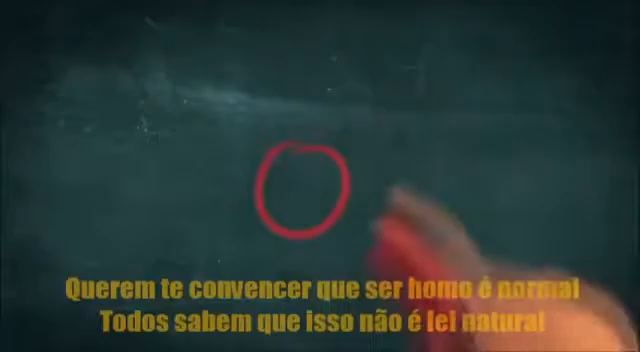 Querem te convencer que ser homo é normal
Todos sabem que isso não é lei natural